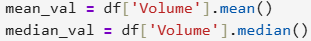 mean_val = df['Volume'].mean()
median_val = df['Volume'].median()